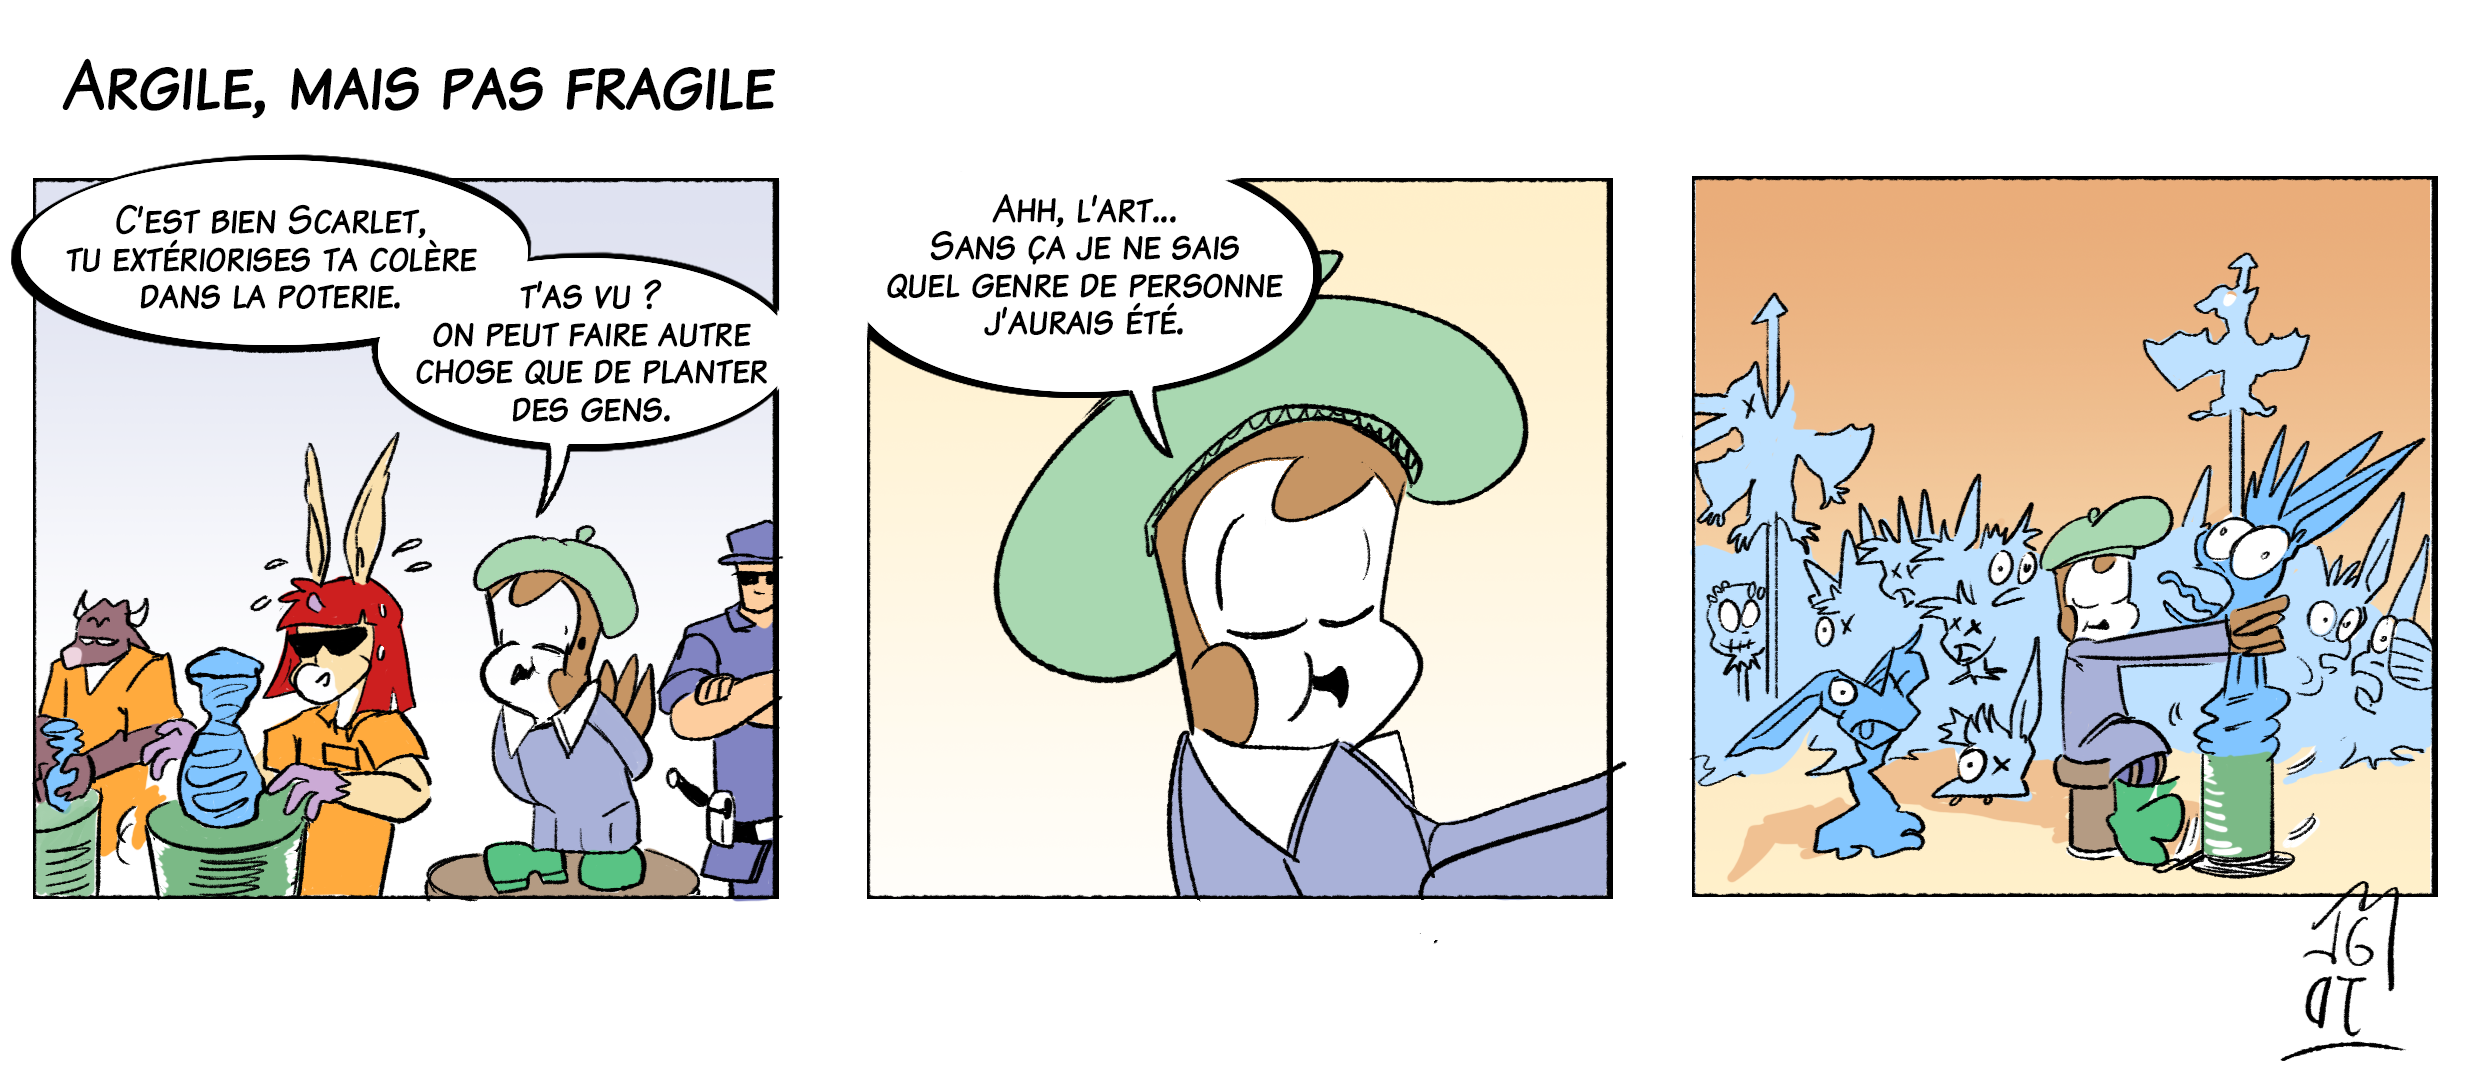 ARGILE, MAIS PAS FRAGILE
C'EST BIEN SCARLET,
TU EXTÉRIORISES TA COLÈRE
DANS LA POTERIE.
T'AS VU ?
ON PEUT FAIRE AUTRE
CHOSE QUE DE PLANTER
DES GENS.
AHH, L'ART...
SANS ÇA JE NE SAIS
QUEL GENRE DE PERSONNE
J'AURAIS ÉTÉ.